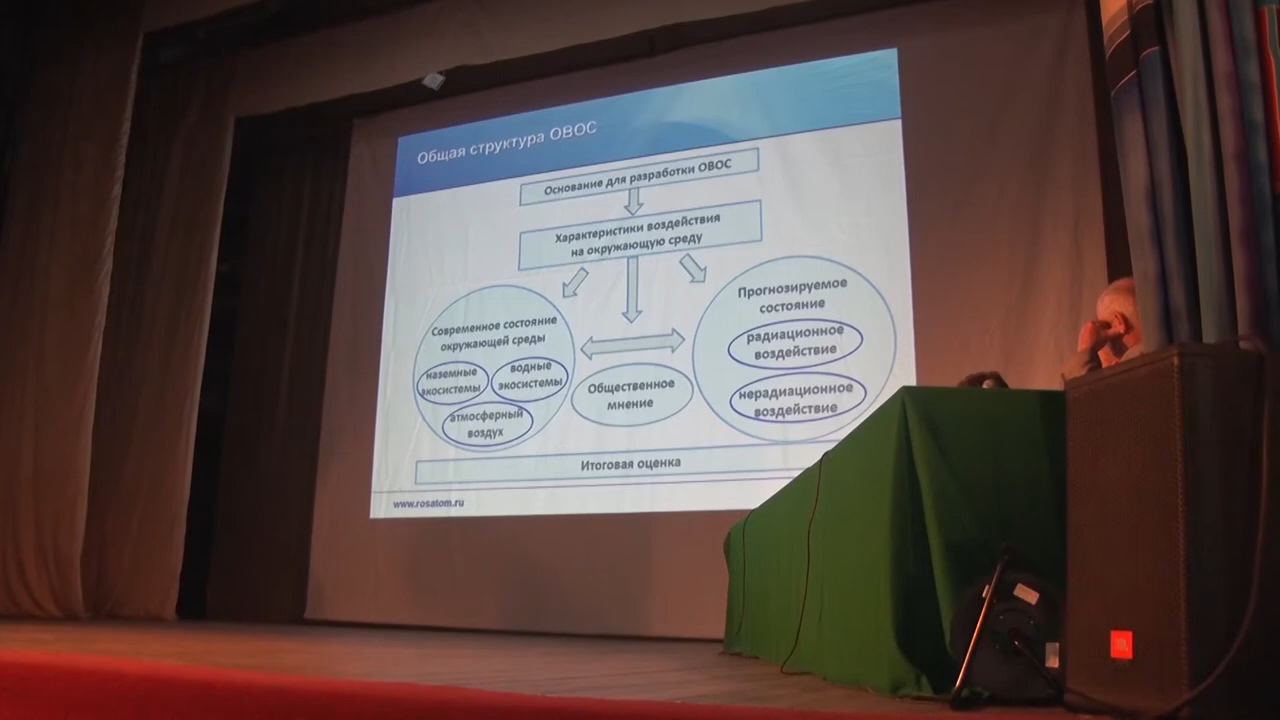 Общая структура ОВОС
Основание для разработки ОВОС
Характеристики воздействия
на окружающую среду
Современное состояние
окружающей среды
наземные
экосистемы
водные
экосистемы
атмосферный
воздух
Общественное
мнение
Прогнозируемое
состояние
радиационное
воздействие
нерадиационное
воздействие
Итоговая оценка
www.rosatom.ru
JBL